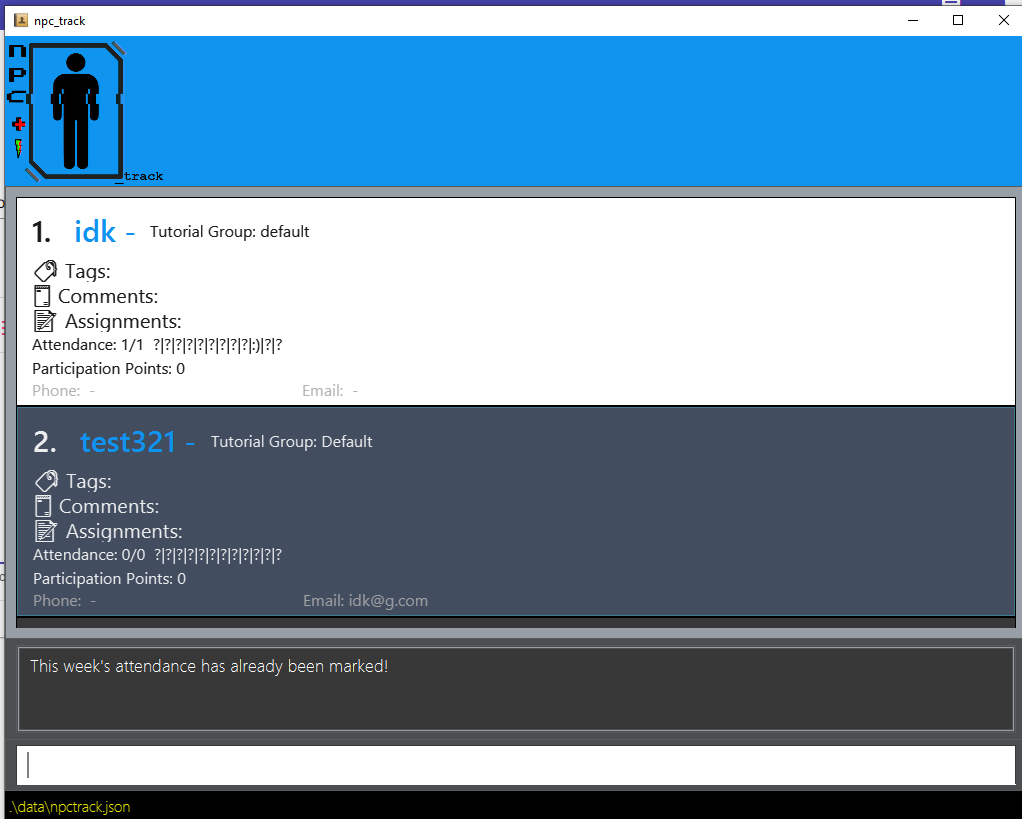 npc_track
n
P
C
_track
1. idk - Tutorial Group: default
Tags:
Comments:
Assignments:
Attendance: 1/1 ?|?|?|?|?|?|?|?|?|:)|?|?
Participation Points: 0
Phone: - Email: -
2. test321 - Tutorial Group: Default
Tags:
Comments:
Assignments:
Attendance: 0/0 ?|?|?|?|?|?|?|?|?|?|?|?
Participation Points: 0
Phone: - Email: idk@g.com
This week's attendance has already been marked!
.\data\npctrack.json